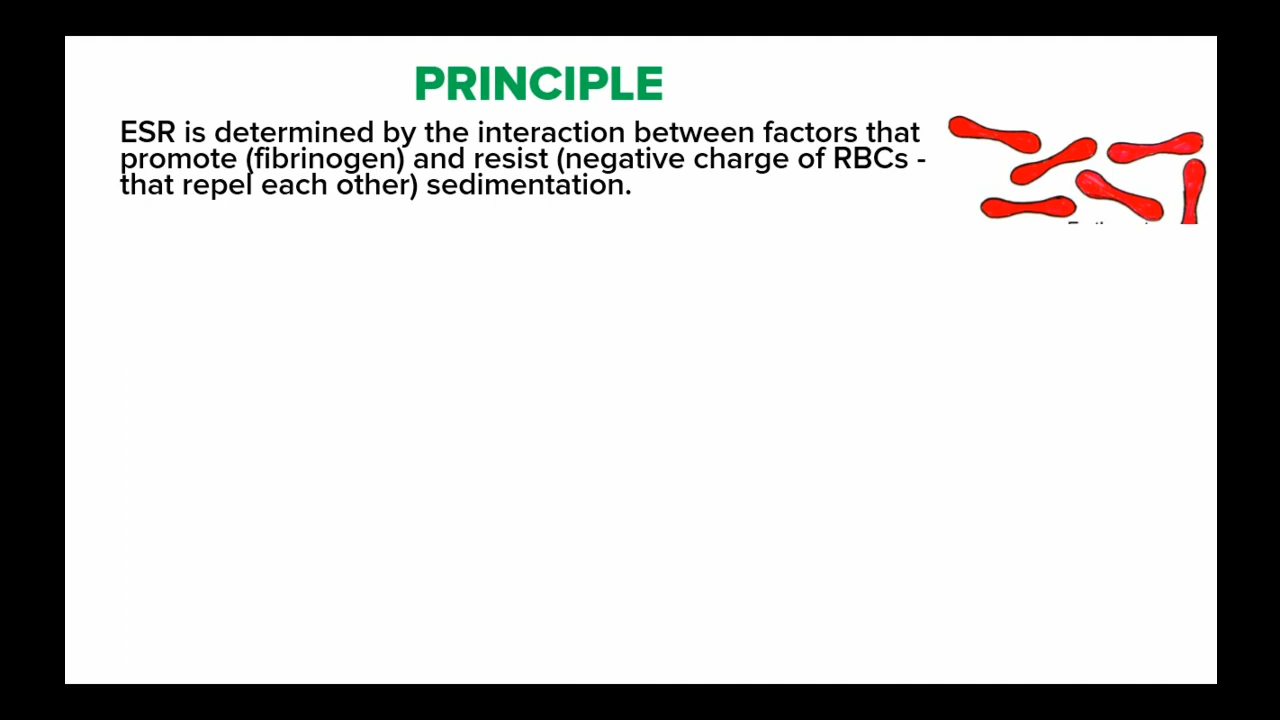 PRINCIPLE
ESR is determined by the interaction between factors that
promote (fibrinogen) and resist (negative charge of RBCs -
that repel each other) sedimentation.